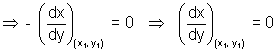 ⇒ - (dx/dy)(x₁, y₁) = 0 ⇒ (dx/dy)(x₁, y₁) = 0